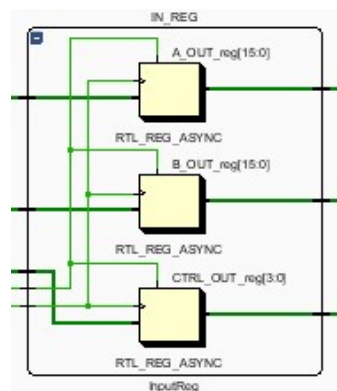 IN_REG
A_OUT_reg[15:0]
RTL_REG_ASYNC
B_OUT_reg[15:0]
RTL_REG_ASYNC
CTRL_OUT_reg[3:0]
RTL_REG_ASYNC
InputReg